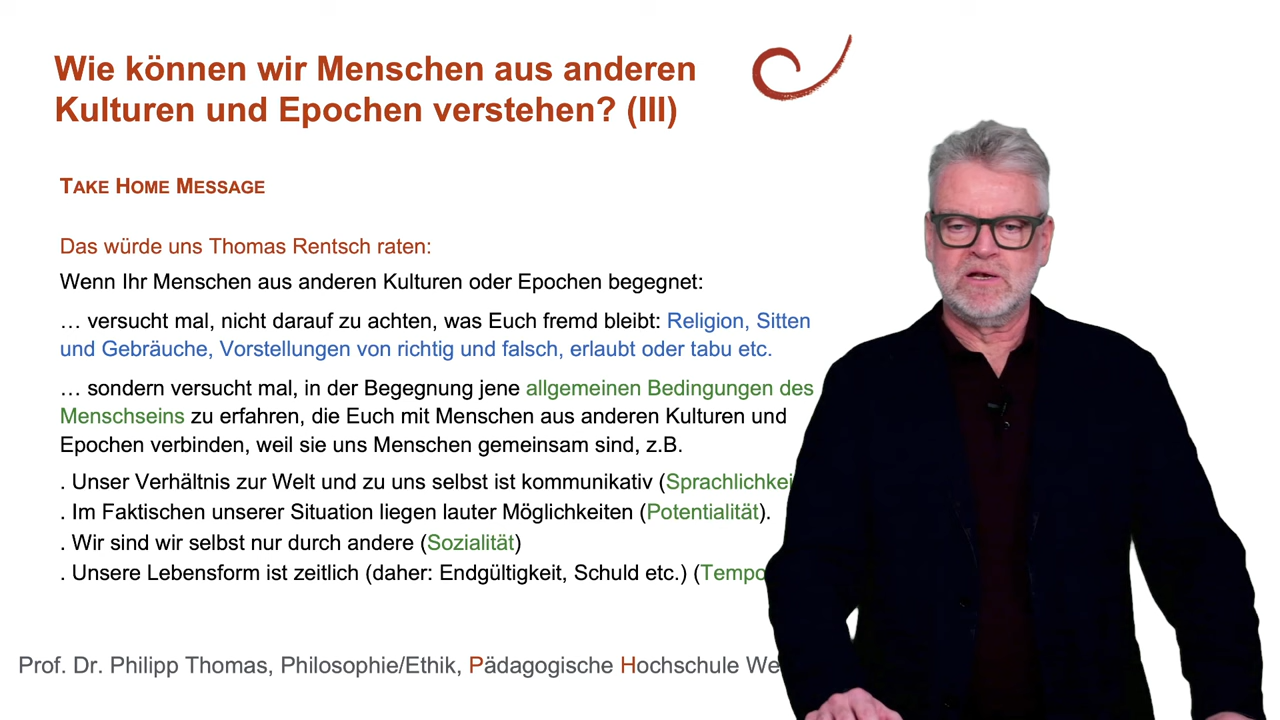 Wie können wir Menschen aus anderen
Kulturen und Epochen verstehen? (III)
TAKE HOME MESSAGE
Das würde uns Thomas Rentsch raten:
Wenn Ihr Menschen aus anderen Kulturen oder Epochen begegnet:
… versucht mal, nicht darauf zu achten, was Euch fremd bleibt: Religion, Sitten
und Gebräuche, Vorstellungen von richtig und falsch, erlaubt oder tabu etc.
… sondern versucht mal, in der Begegnung jene allgemeinen Bedingungen des
Menschseins zu erfahren, die Euch mit Menschen aus anderen Kulturen und
Epochen verbinden, weil sie uns Menschen gemeinsam sind, z.B.
. Unser Verhältnis zur Welt und zu uns selbst ist kommunikativ (
. Im Faktischen unserer Situation liegen lauter Möglichkeiten (Potentialität).
. Wir sind wir selbst nur durch andere (Sozialität)
. Unsere Lebensform ist zeitlich (daher: Endgültigkeit, Schuld etc.) (
Prof. Dr. Philipp Thomas, Philosophie/Ethik, Pädagogische Hochschule